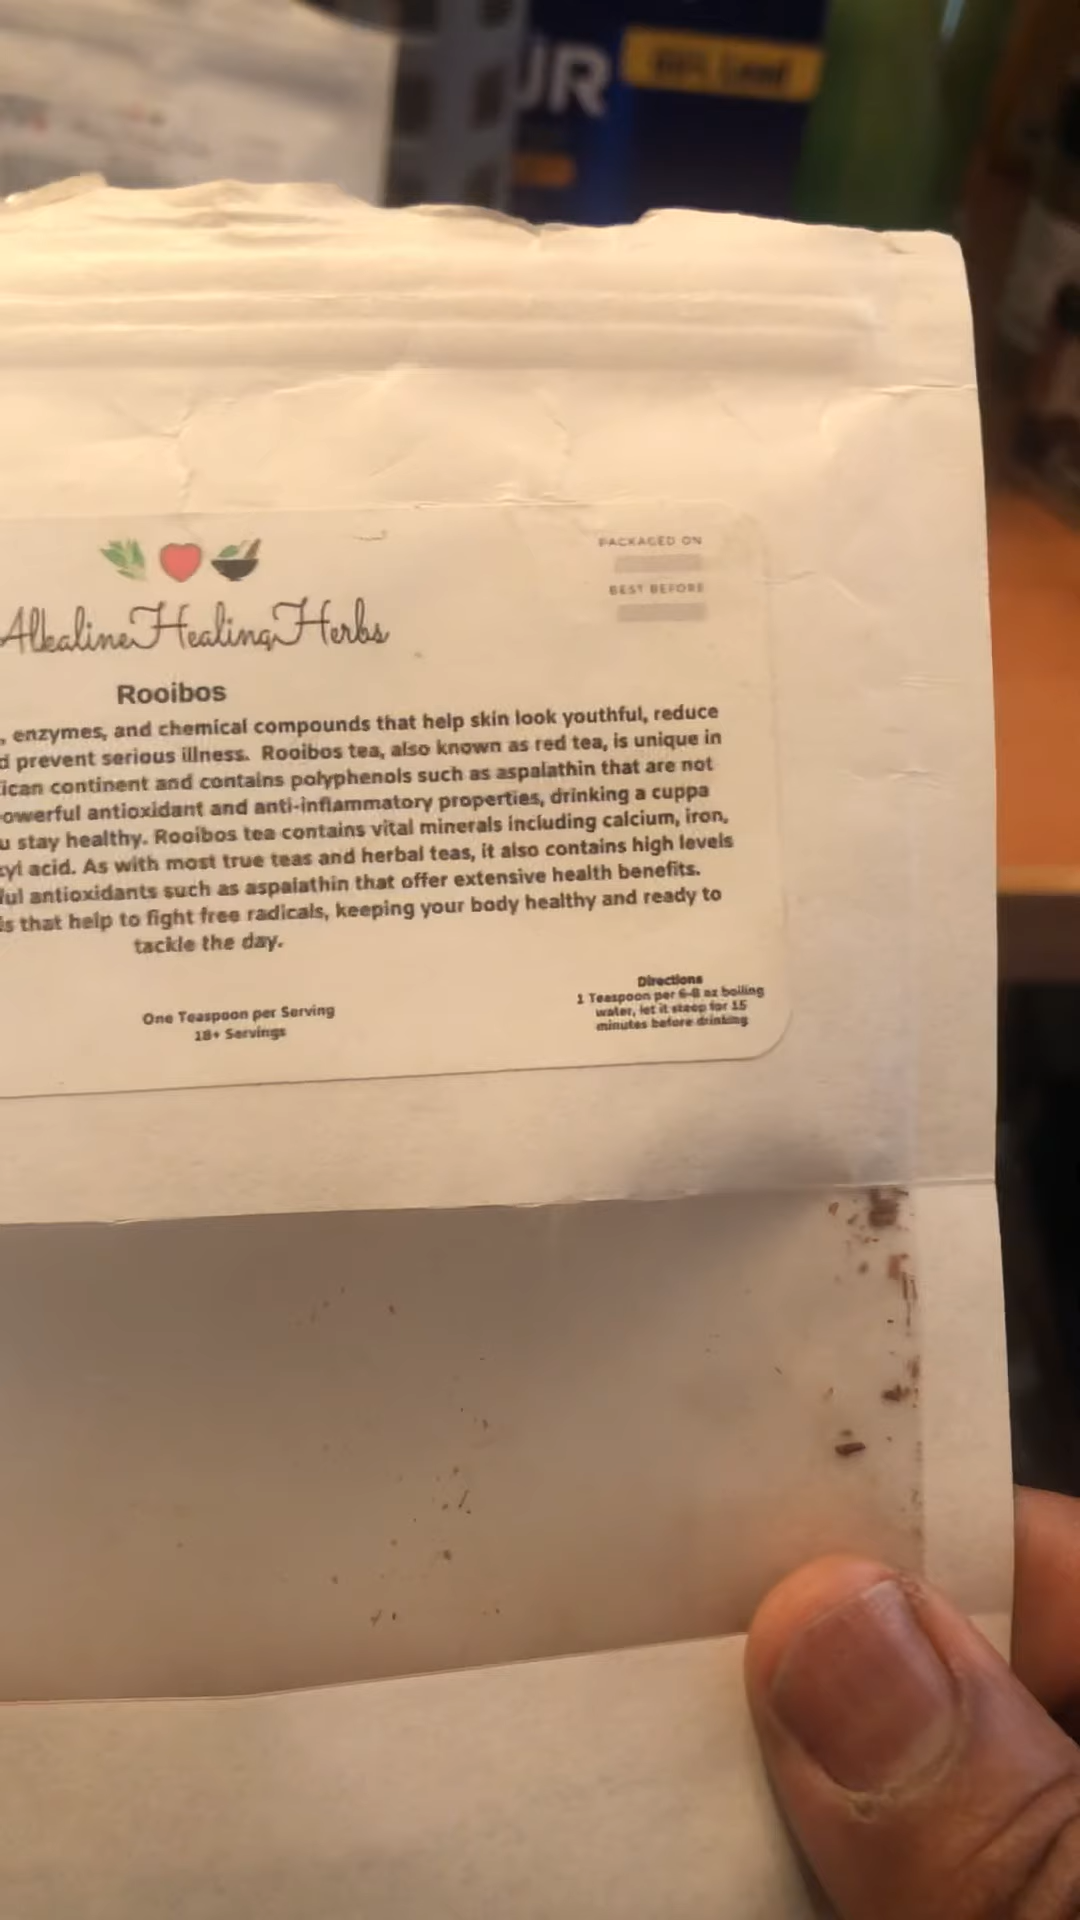 UR
AlkalineHealingHerbs
PACKAGED ON
BEST BEFORE
Rooibos
, enzymes, and chemical compounds that help skin look youthful, reduce
d prevent serious illness. Rooibos tea, also known as red tea, is unique in
ican continent and contains polyphenols such as aspalathin that are not
owerful antioxidant and anti-inflammatory properties, drinking a cuppa
u stay healthy. Rooibos tea contains vital minerals including calcium, iron,
xyl acid. As with most true teas and herbal teas, it also contains high levels
ful antioxidants such as aspalathin that offer extensive health benefits.
s that help to fight free radicals, keeping your body healthy and ready to
tackle the day.
One Teaspoon per Serving
18+ Servings
Directions
1 Teaspoon per 6-8 oz boiling
water, let it steep for 15
minutes before drinking